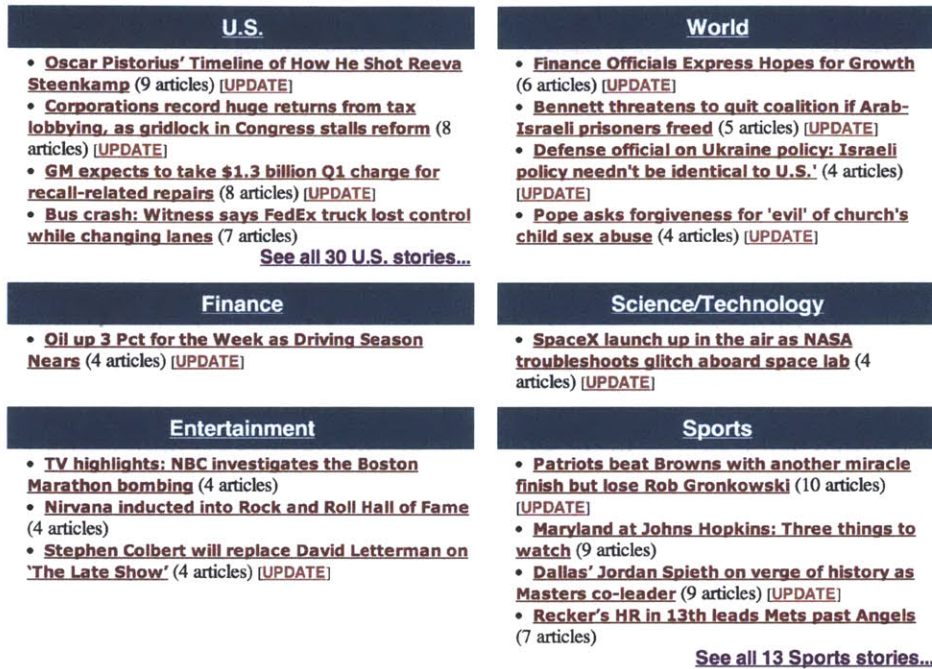 U.S.
• Oscar Pistorius' Timeline of How He Shot Reeva
Steenkamp (9 articles) [UPDATE]
• Corporations record huge returns from tax
lobbying, as gridlock in Congress stalls reform (8
articles) [UPDATE]
• GM expects to take $1.3 billion Q1 charge for
recall-related repairs (8 articles) [UPDATE]
• Bus crash: Witness says FedEx truck lost control
while changing lanes (7 articles)
See all 30 U.S. stories...
World
• Finance Officials Express Hopes for Growth
(6 articles) [UPDATE]
• Bennett threatens to quit coalition if Arab-
Israeli prisoners freed (5 articles) [UPDATE]
• Defense official on Ukraine policy: Israeli
policy needn't be identical to U.S.' (4 articles)
[UPDATE]
• Pope asks forgiveness for 'evil' of church's
child sex abuse (4 articles) [UPDATE]
Finance
• Oil up 3 Pct for the Week as Driving Season
Nears (4 articles) [UPDATE]
Science/Technology
• SpaceX launch up in the air as NASA
troubleshoots glitch aboard space lab (4
articles) [UPDATE]
Entertainment
• TV highlights: NBC investigates the Boston
Marathon bombing (4 articles)
• Nirvana inducted into Rock and Roll Hall of Fame
(4 articles)
• Stephen Colbert will replace David Letterman on
'The Late Show' (4 articles) [UPDATE]
Sports
• Patriots beat Browns with another miracle
finish but lose Rob Gronkowski (10 articles)
[UPDATE]
• Maryland at Johns Hopkins: Three things to
watch (9 articles)
• Dallas' Jordan Spieth on verge of history as
Masters co-leader (9 articles) [UPDATE]
• Recker's HR in 13th leads Mets past Angels
(7 articles)
See all 13 Sports stories...